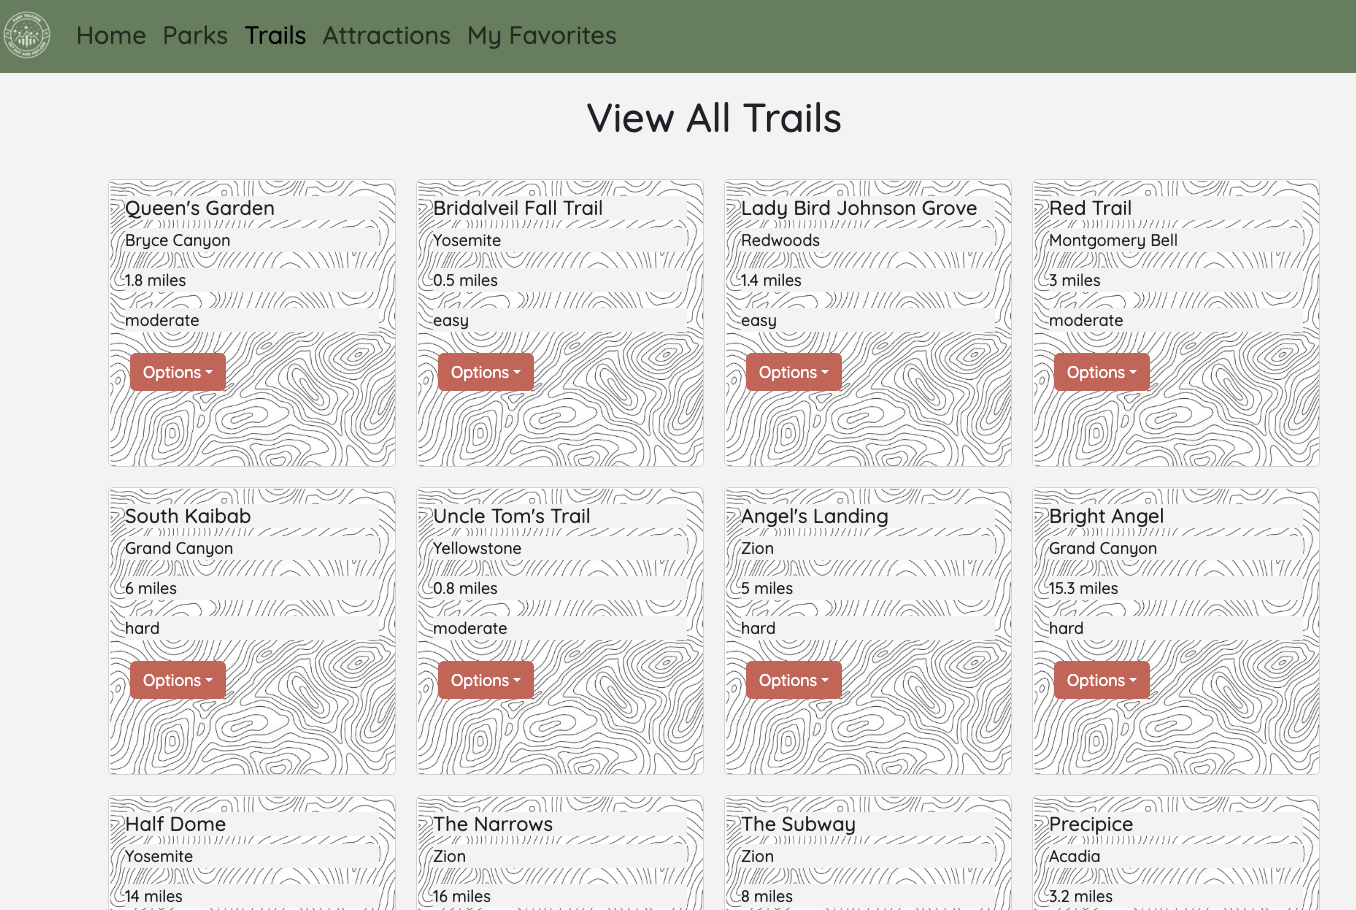 Home Parks Trails Attractions My Favorites
View All Trails
Queen's Garden
Bryce Canyon
1.8 miles
moderate
Options
Bridalveil Fall Trail
Yosemite
0.5 miles
easy
Options
Lady Bird Johnson Grove
Redwoods
1.4 miles
easy
Options
Red Trail
Montgomery Bell
3 miles
moderate
Options
South Kaibab
Grand Canyon
6 miles
hard
Options
Uncle Tom's Trail
Yellowstone
0.8 miles
moderate
Options
Angel's Landing
Zion
5 miles
hard
Options
Bright Angel
Grand Canyon
15.3 miles
hard
Options
Half Dome
Yosemite
14 miles
The Narrows
Zion
16 miles
The Subway
Zion
8 miles
Precipice
Acadia
3.2 miles